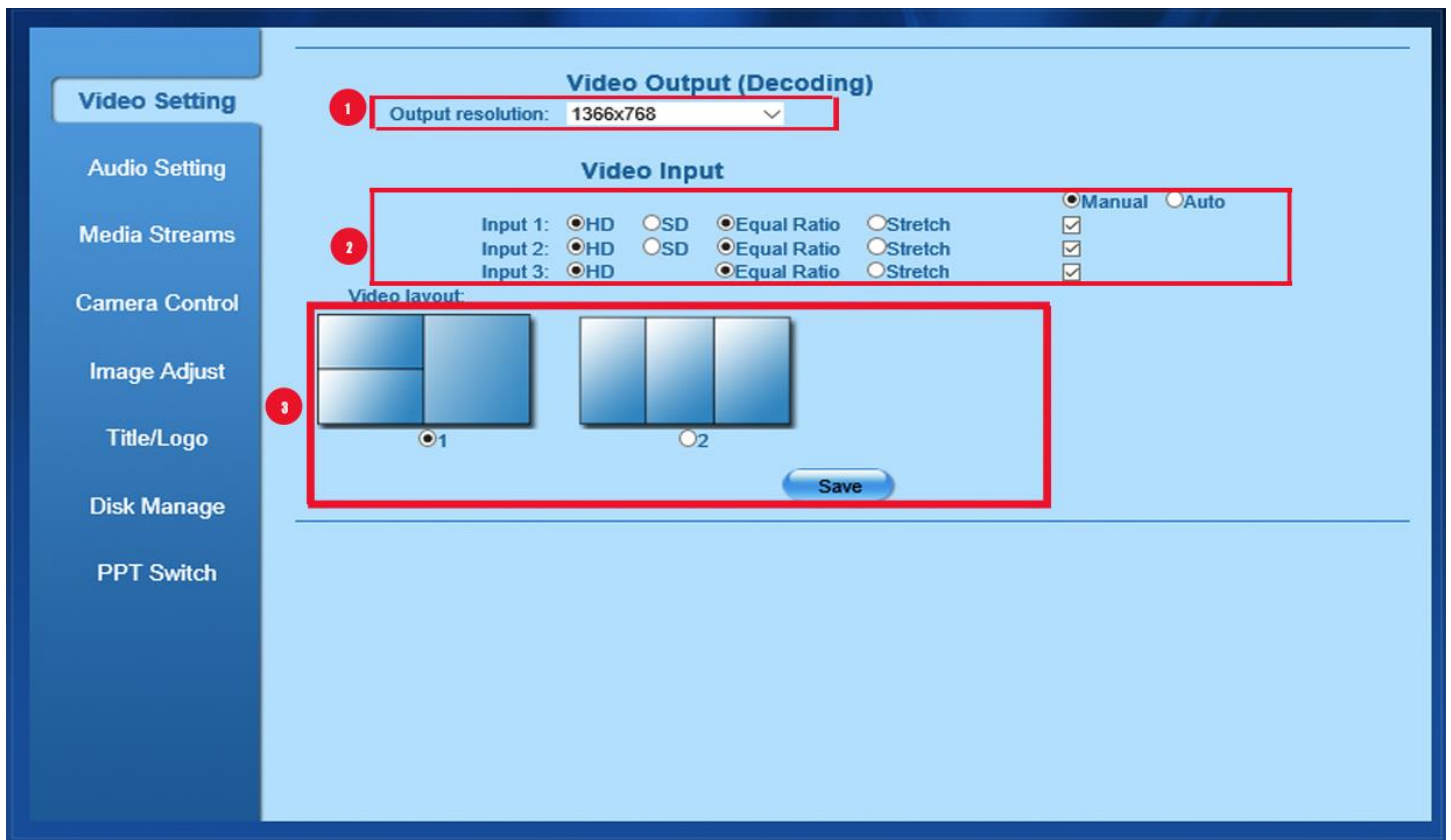 Video Setting
Audio Setting
Media Streams
Camera Control
Image Adjust
Title/Logo
Disk Manage
PPT Switch
Video Output (Decoding)
1
Output resolution: 1366x768
Video Input
Manual Auto
2
Input 1: HD SD Equal Ratio Stretch
Input 2: HD SD Equal Ratio Stretch
Input 3: HD Equal Ratio Stretch
Video layout:
3
1 2
Save